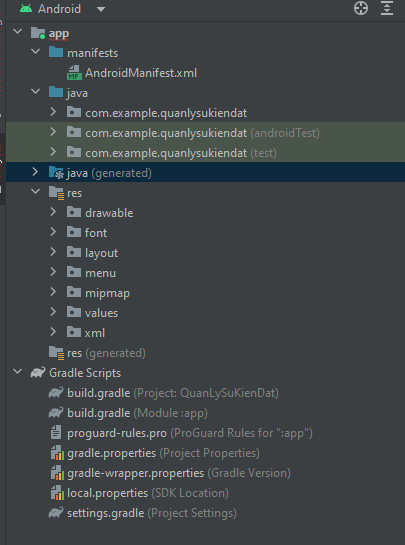 Android
app
manifests
AndroidManifest.xml
java
com.example.quanlysukiendat
com.example.quanlysukiendat (androidTest)
com.example.quanlysukiendat (test)
java (generated)
res
drawable
font
layout
menu
mipmap
values
xml
res (generated)
Gradle Scripts
build.gradle (Project: QuanLySuKienDat)
build.gradle (Module :app)
proguard-rules.pro (ProGuard Rules for ":app")
gradle.properties (Project Properties)
gradle-wrapper.properties (Gradle Version)
local.properties (SDK Location)
settings.gradle (Project Settings)